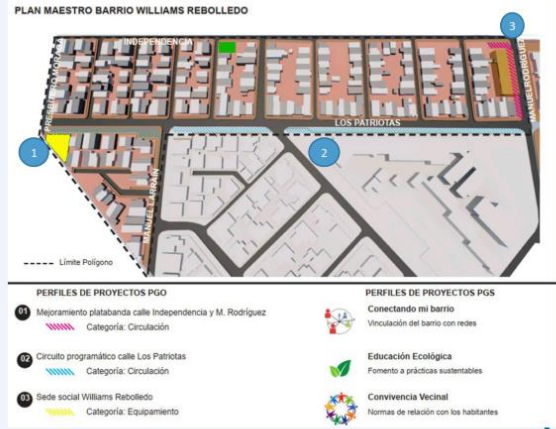 PLAN MAESTRO BARRIO WILLIAMS REBOLLEDO
3
INDEPENDENCIA
MANUEL RODRIGUEZ
LOS PATRIOTAS
1
2
MANUEL LARRAIN
Límite Polígono
PERFILES DE PROYECTOS PGO
01 Mejoramiento platabanda calle Independencia y M. Rodríguez
Categoría: Circulación
02 Circuito programático calle Los Patriotas
Categoría: Circulación
03 Sede social Williams Rebolledo
Categoría: Equipamiento
PERFILES DE PROYECTOS PGS
Conectando mi barrio
Vinculación del barrio con redes
Educación Ecológica
Fomento a prácticas sustentables
Convivencia Vecinal
Normas de relación con los habitantes